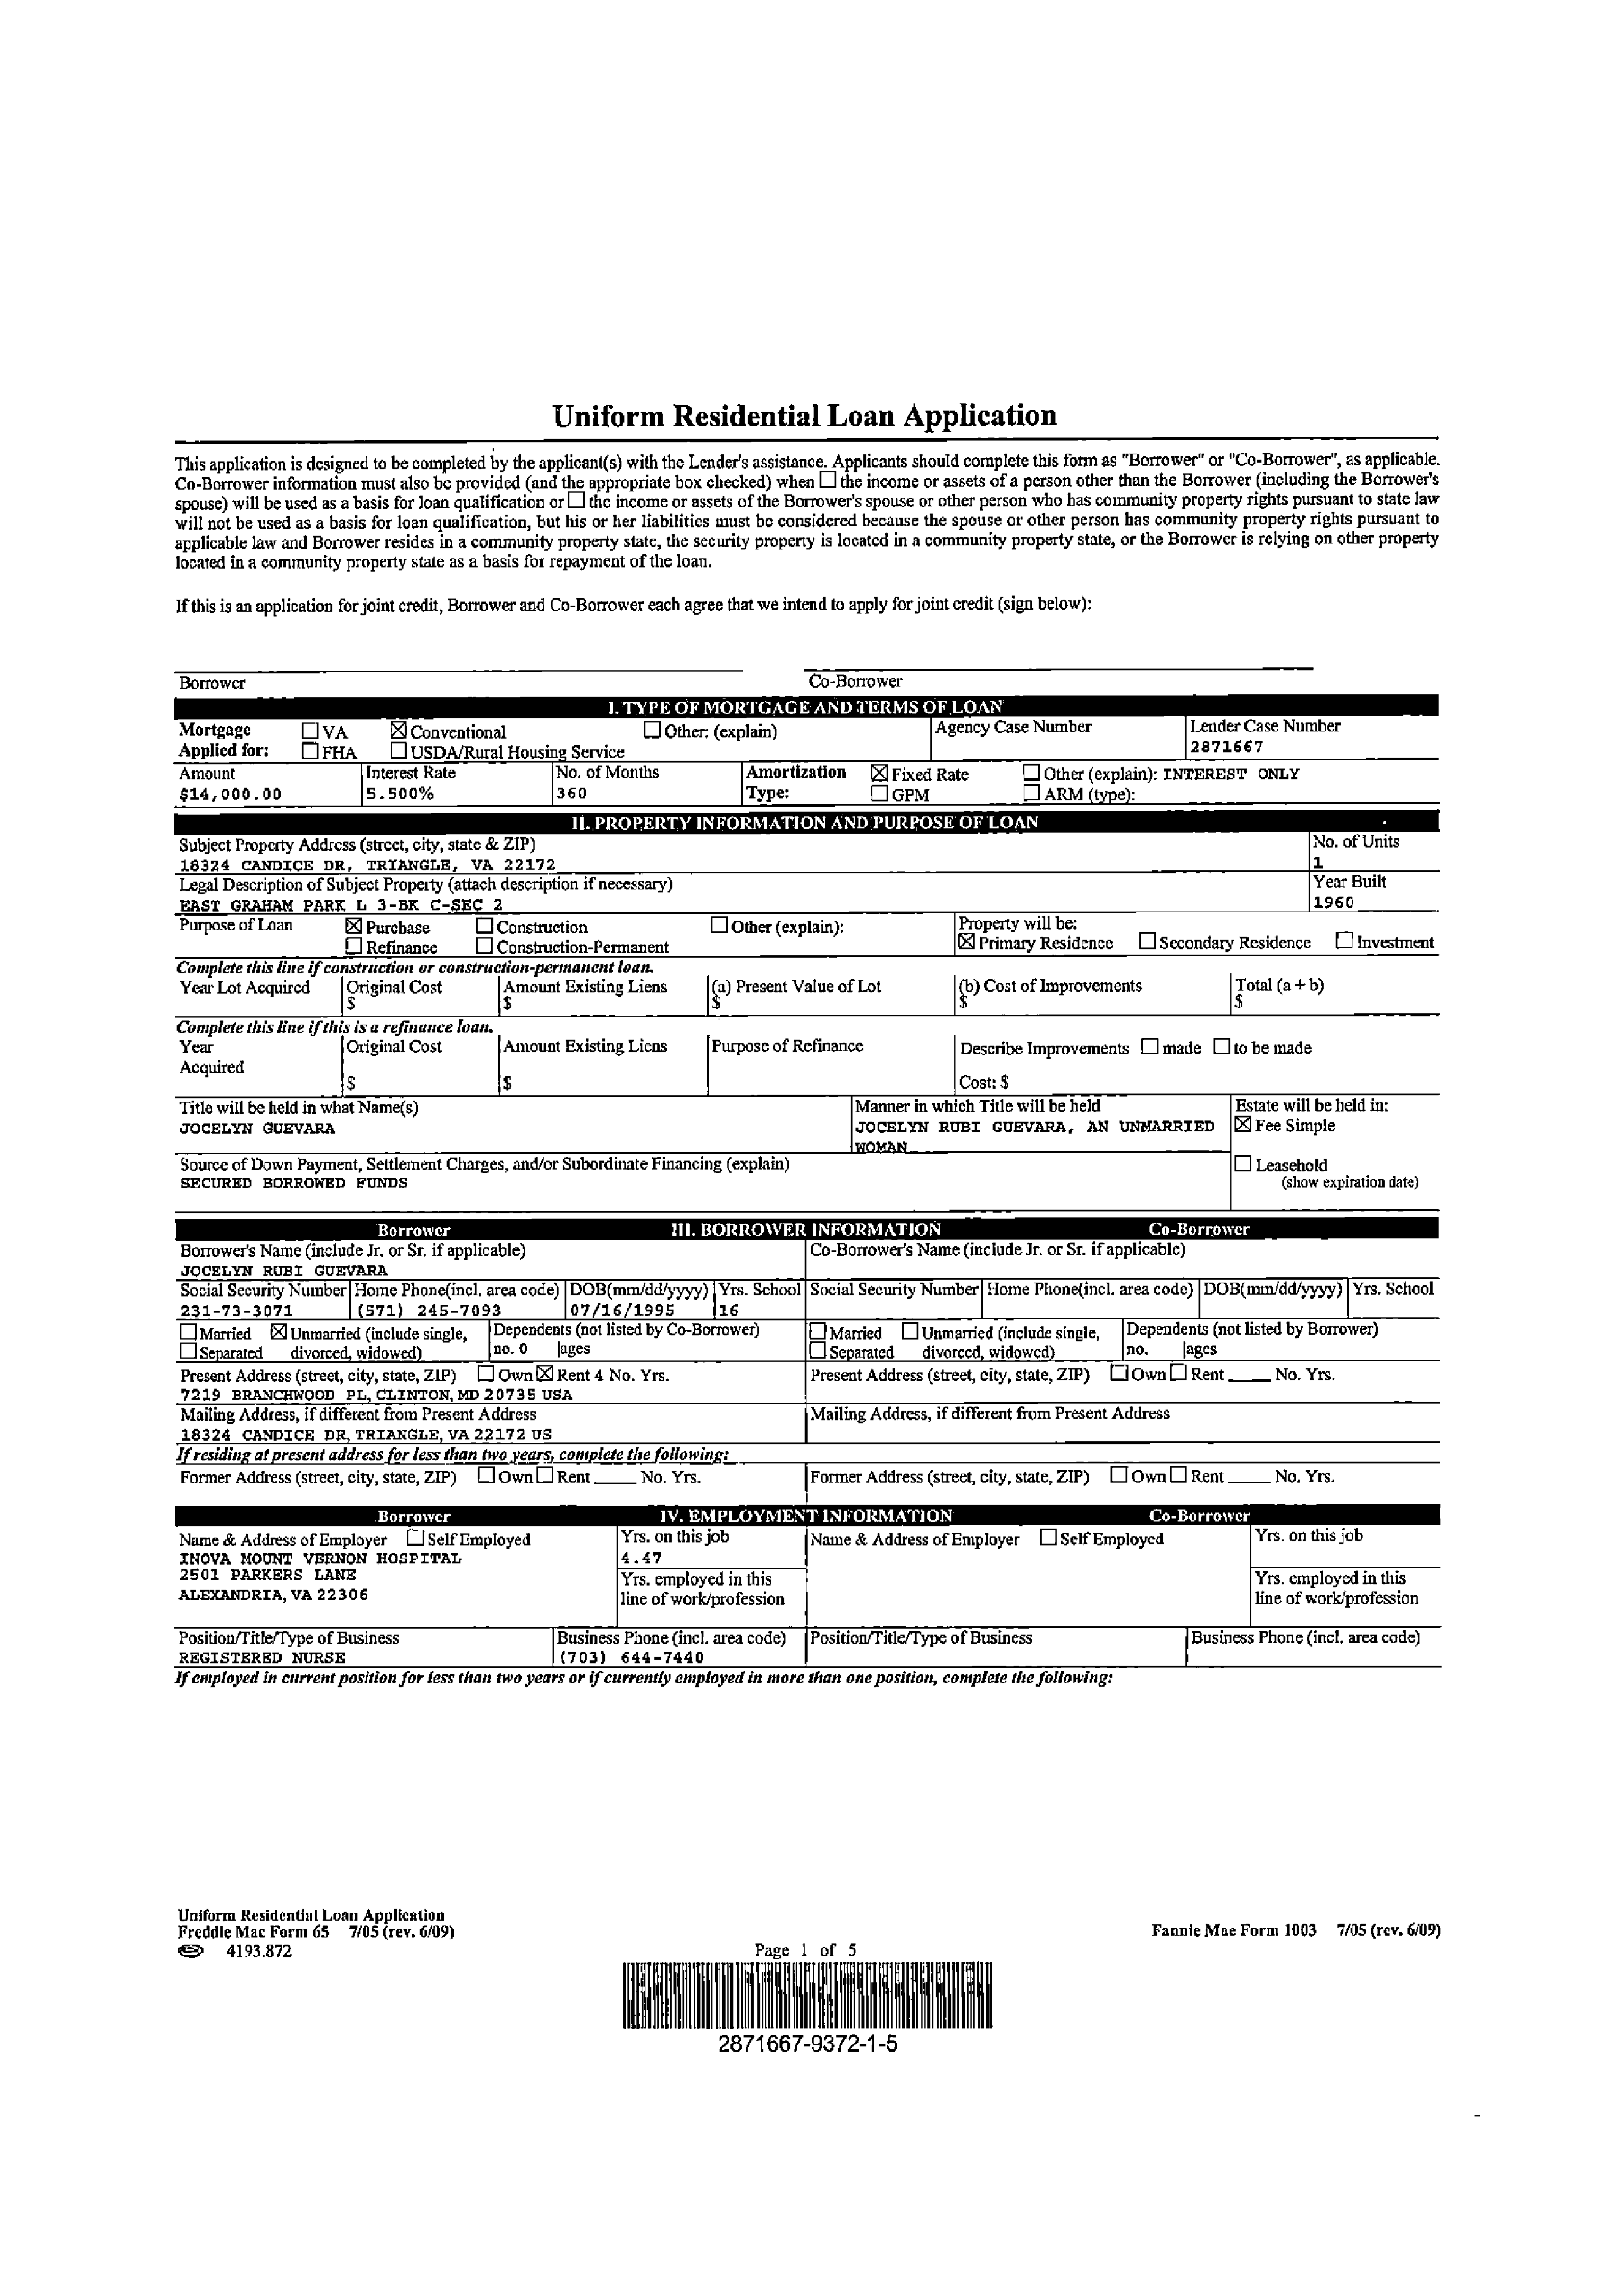 Uniform Residential Loan Application
This application is designed to be completed by the applicant(s) with the Lender's assistance. Applicants should complete this form as "Borrower" or "Co-Borrower", as applicable.
Co-Borrower information must also be provided (and the appropriate box checked) when ☐ the income or assets of a person other than the Borrower (including the Borrower's
spouse) will be used as a basis for loan qualification or ☐ the income or assets of the Borrower's spouse or other person who has community property rights pursuant to state law
will not be used as a basis for loan qualification, but his or her liabilities must be considered because the spouse or other person has community property rights pursuant to
applicable law and Borrower resides in a community property state, the security property is located in a community property state, or the Borrower is relying on other property
located in a community property state as a basis for repayment of the loan.
If this is an application for joint credit, Borrower and Co-Borrower each agree that we intend to apply for joint credit (sign below):
Borrower Co-Borrower
I. TYPE OF MORTGAGE AND TERMS OF LOAN
Mortgage ☐ VA ☒ Conventional ☐ Other: (explain) Agency Case Number Lender Case Number
Applied for: ☐ FHA ☐ USDA/Rural Housing Service 2871667
Amount Interest Rate No. of Months Amortization ☒ Fixed Rate ☐ Other (explain): INTEREST ONLY
$14,000.00 5.500% 360 Type: ☐ GPM ☐ ARM (type):
II. PROPERTY INFORMATION AND PURPOSE OF LOAN
Subject Property Address (street, city, state & ZIP) No. of Units
18324 CANDICE DR, TRIANGLE, VA 22172 1
Legal Description of Subject Property (attach description if necessary) Year Built
EAST GRAHAM PARK L 3-BK C-SEC 2 1960
Purpose of Loan ☒ Purchase ☐ Construction ☐ Other (explain): Property will be:
☐ Refinance ☐ Construction-Permanent ☒ Primary Residence ☐ Secondary Residence ☐ Investment
Complete this line if construction or construction-permanent loan.
Year Lot Acquired Original Cost Amount Existing Liens (a) Present Value of Lot (b) Cost of Improvements Total (a + b)
$ $ $ $ $
Complete this line if this is a refinance loan.
Year Original Cost Amount Existing Liens Purpose of Refinance Describe Improvements ☐ made ☐ to be made
Acquired
$ $ Cost: $
Title will be held in what Name(s) Manner in which Title will be held Estate will be held in:
JOCELYN GUEVARA JOCELYN RUBI GUEVARA, AN UNMARRIED ☒ Fee Simple
WOMAN
Source of Down Payment, Settlement Charges, and/or Subordinate Financing (explain) ☐ Leasehold
SECURED BORROWED FUNDS (show expiration date)
Borrower III. BORROWER INFORMATION Co-Borrower
Borrower's Name (include Jr. or Sr. if applicable) Co-Borrower's Name (include Jr. or Sr. if applicable)
JOCELYN RUBI GUEVARA
Social Security Number Home Phone(incl. area code) DOB(mm/dd/yyyy) Yrs. School Social Security Number Home Phone(incl. area code) DOB(mm/dd/yyyy) Yrs. School
231-73-3071 (571) 245-7093 07/16/1995 16
☐ Married ☒ Unmarried (include single, Dependents (not listed by Co-Borrower) ☐ Married ☐ Unmarried (include single, Dependents (not listed by Borrower)
☐ Separated divorced, widowed) no. 0 ages ☐ Separated divorced, widowed) no. ages
Present Address (street, city, state, ZIP) ☐ Own ☒ Rent 4 No. Yrs. Present Address (street, city, state, ZIP) ☐ Own ☐ Rent ____ No. Yrs.
7219 BRANCHWOOD PL, CLINTON, MD 20735 USA
Mailing Address, if different from Present Address Mailing Address, if different from Present Address
18324 CANDICE DR, TRIANGLE, VA 22172 US
If residing at present address for less than two years, complete the following:
Former Address (street, city, state, ZIP) ☐ Own ☐ Rent ____ No. Yrs. Former Address (street, city, state, ZIP) ☐ Own ☐ Rent ____ No. Yrs.
Borrower IV. EMPLOYMENT INFORMATION Co-Borrower
Name & Address of Employer ☐ Self Employed Yrs. on this job Name & Address of Employer ☐ Self Employed Yrs. on this job
INOVA MOUNT VERNON HOSPITAL 4.47
2501 PARKERS LANE Yrs. employed in this Yrs. employed in this
ALEXANDRIA, VA 22306 line of work/profession line of work/profession
Position/Title/Type of Business Business Phone (incl. area code) Position/Title/Type of Business Business Phone (incl. area code)
REGISTERED NURSE (703) 644-7440
If employed in current position for less than two years or if currently employed in more than one position, complete the following:
Uniform Residential Loan Application
Freddie Mac Form 65 7/05 (rev. 6/09) Fannie Mae Form 1003 7/05 (rev. 6/09)
4193.872 Page 1 of 5
2871667-9372-1-5